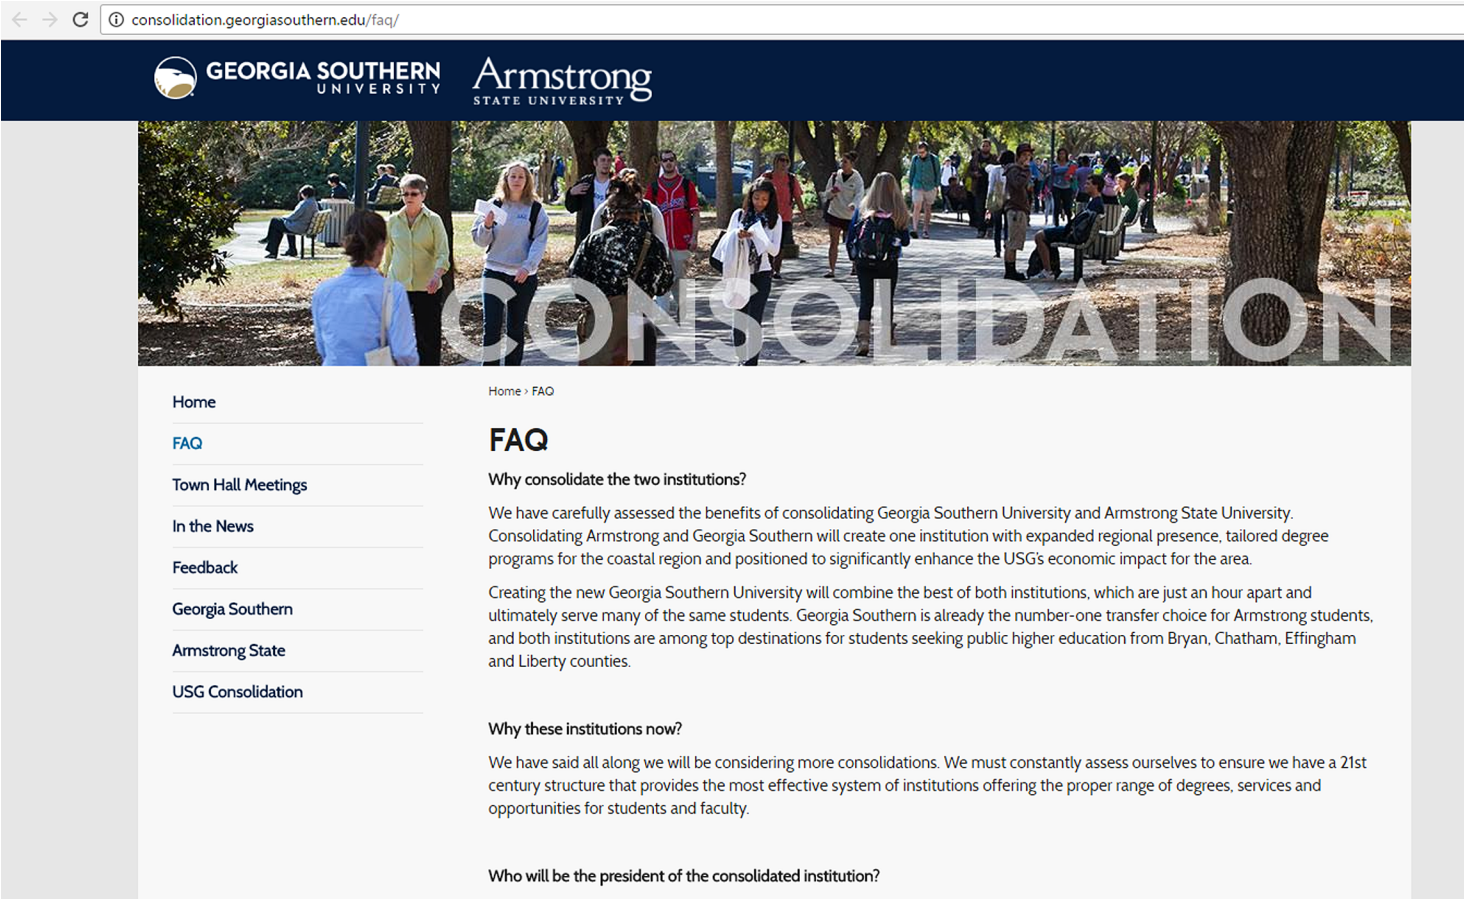 consolidation.georgiasouthern.edu/faq/
GEORGIA SOUTHERN
UNIVERSITY
Armstrong
STATE UNIVERSITY
CONSOLIDATION
Home
FAQ
Town Hall Meetings
In the News
Feedback
Georgia Southern
Armstrong State
USG Consolidation
Home › FAQ
FAQ
Why consolidate the two institutions?
We have carefully assessed the benefits of consolidating Georgia Southern University and Armstrong State University.
Consolidating Armstrong and Georgia Southern will create one institution with expanded regional presence, tailored degree
programs for the coastal region and positioned to significantly enhance the USG's economic impact for the area.
Creating the new Georgia Southern University will combine the best of both institutions, which are just an hour apart and
ultimately serve many of the same students. Georgia Southern is already the number-one transfer choice for Armstrong students,
and both institutions are among top destinations for students seeking public higher education from Bryan, Chatham, Effingham
and Liberty counties.
Why these institutions now?
We have said all along we will be considering more consolidations. We must constantly assess ourselves to ensure we have a 21st
century structure that provides the most effective system of institutions offering the proper range of degrees, services and
opportunities for students and faculty.
Who will be the president of the consolidated institution?